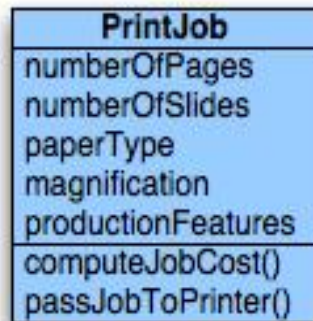 PrintJob
numberOfPages
numberOfSlides
paperType
magnification
productionFeatures
computeJobCost()
passJobToPrinter()